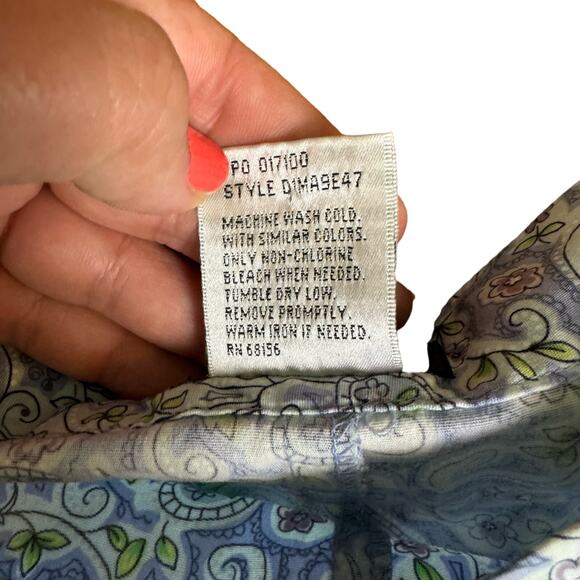 PO 017100
STYLE D1MA9E47
MACHINE WASH COLD.
WITH SIMILAR COLORS.
ONLY NON-CHLORINE
BLEACH WHEN NEEDED.
TUMBLE DRY LOW.
REMOVE PROMPTLY.
WARM IRON IF NEEDED.
RN 68156